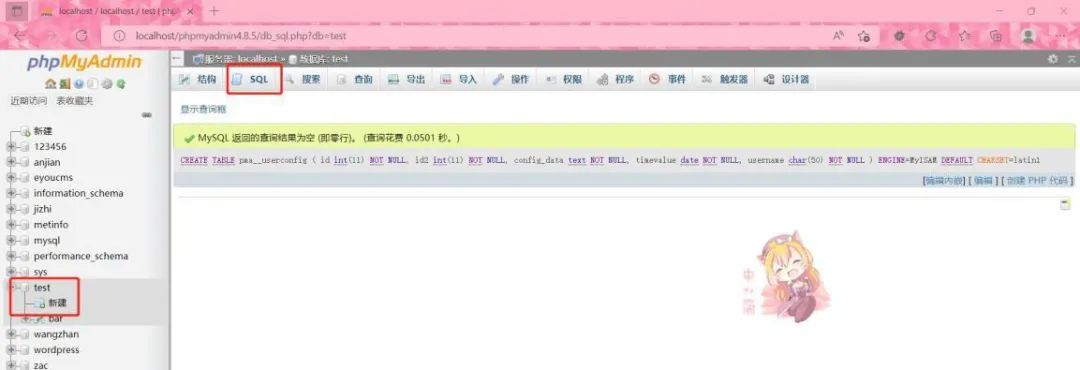 localhost / localhost / test | php
localhost/phpmyadmin4.8.5/db_sql.php?db=test
phpMyAdmin
近期访问 表收藏夹
新建
123456
anjian
eyoucms
information_schema
jizhi
metinfo
mysql
performance_schema
sys
test
新建
bar
wangzhan
wordpress
zac
服务器: localhost » 数据库: test
结构 SQL 搜索 查询 导出 导入 操作 权限 程序 事件 触发器 设计器
显示查询框
MySQL 返回的查询结果为空 (即零行)。 (查询花费 0.0501 秒。)
CREATE TABLE pma__userconfig ( id int(11) NOT NULL, id2 int(11) NOT NULL, config_data text NOT NULL, timevalue date NOT NULL, username char(50) NOT NULL ) ENGINE=MyISAM DEFAULT CHARSET=latin1
[编辑内嵌] [ 编辑 ] [ 创建 PHP 代码 ]